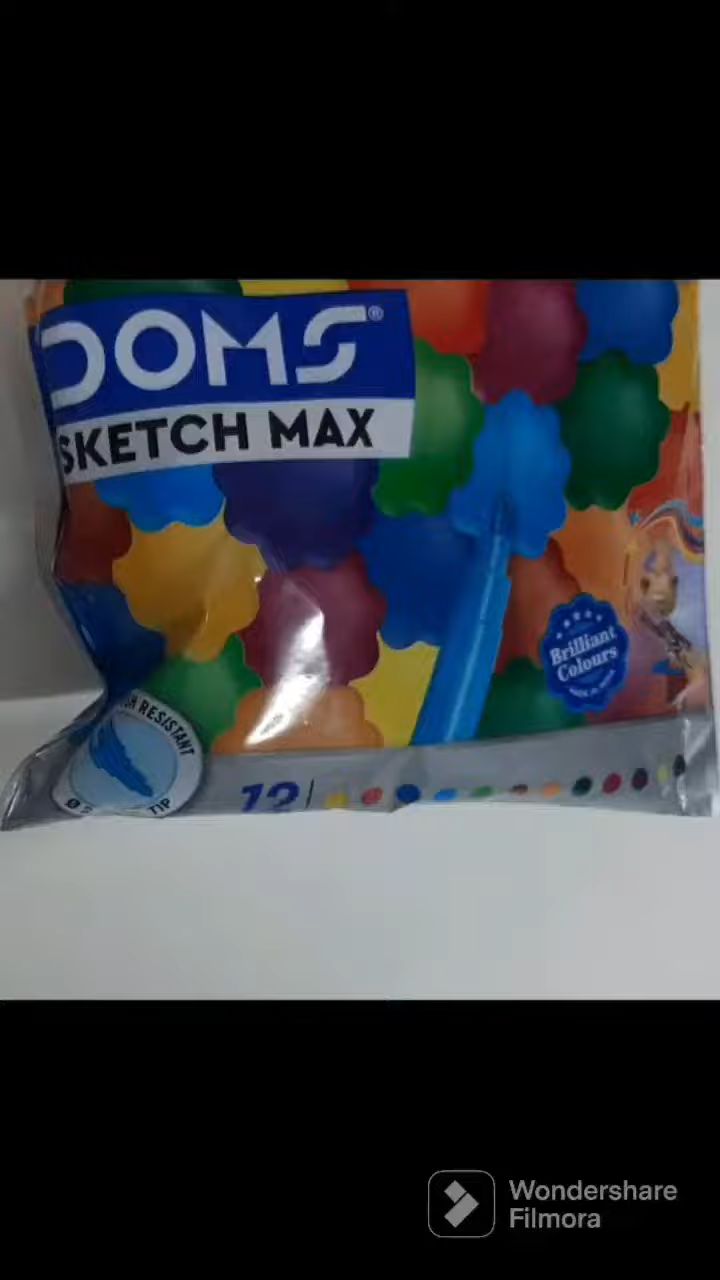 DOMS®
SKETCH MAX
Brilliant
Colours
RESISTANT
TIP
12
Wondershare
Filmora